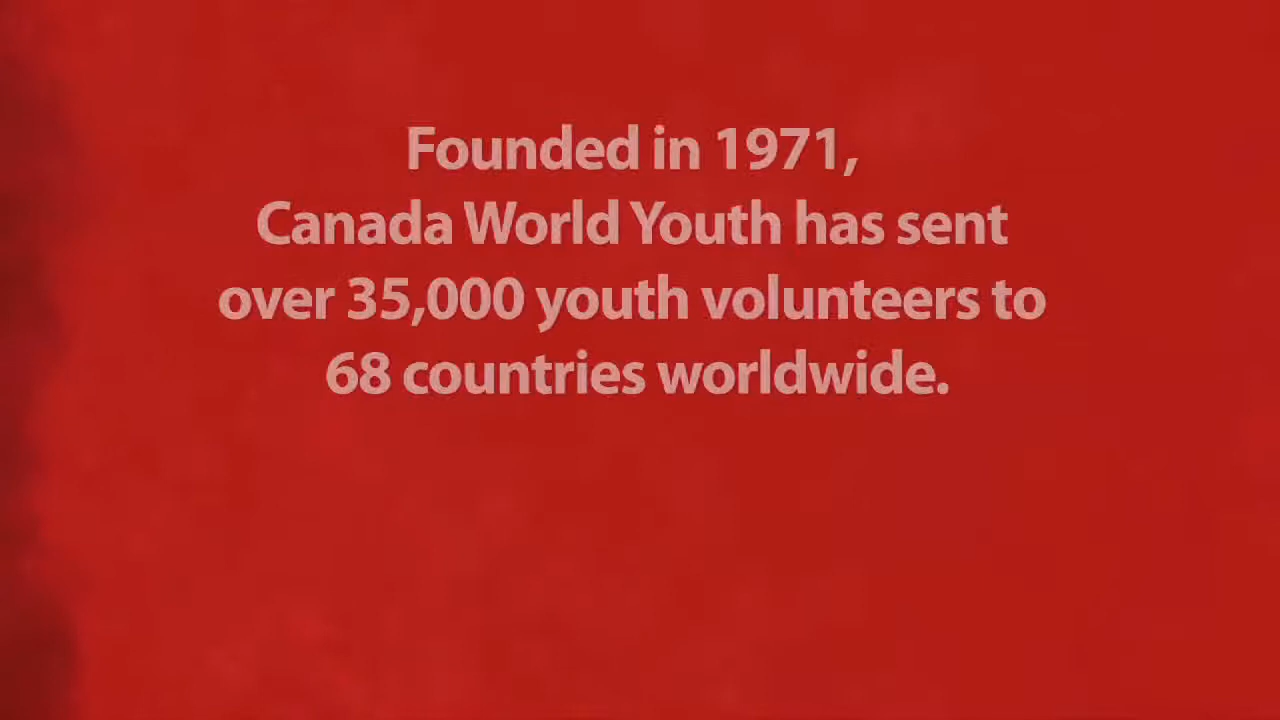 Founded in 1971,
Canada World Youth has sent
over 35,000 youth volunteers to
68 countries worldwide.